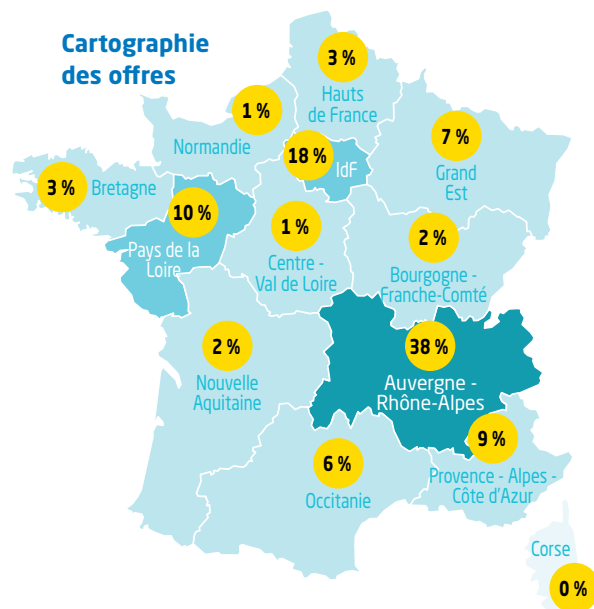 Cartographie
des offres
3 %
Hauts
de France
1 %
Normandie
18 %
IdF
7 %
Grand
Est
3 %
Bretagne
10 %
Pays de la
Loire
1 %
Centre -
Val de Loire
2 %
Bourgogne -
Franche-Comté
2 %
Nouvelle
Aquitaine
38 %
Auvergne -
Rhône-Alpes
9 %
Provence - Alpes -
Côte d'Azur
6 %
Occitanie
Corse
0 %